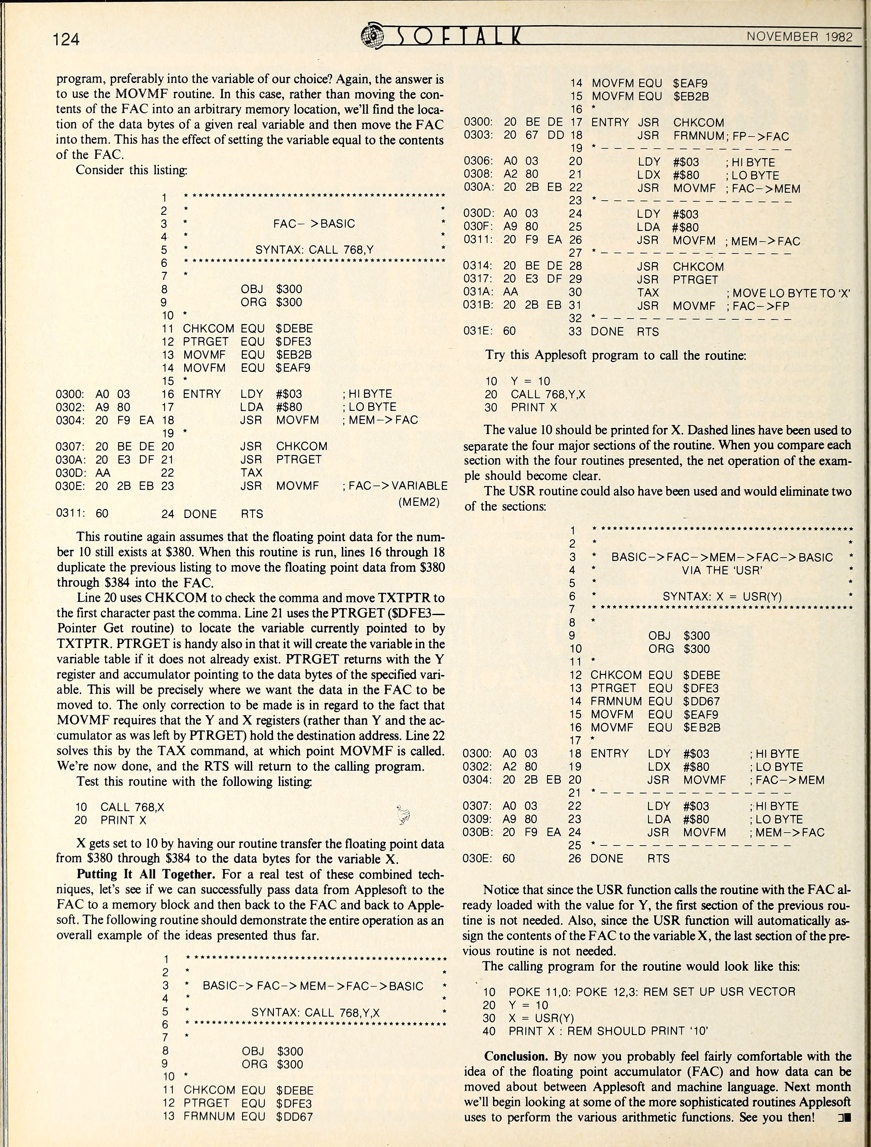 124
SOFTALK
NOVEMBER 1982
program, preferably into the variable of our choice? Again, the answer is
to use the MOVMF routine. In this case, rather than moving the con-
tents of the FAC into an arbitrary memory location, we'll find the loca-
tion of the data bytes of a given real variable and then move the FAC
into them. This has the effect of setting the variable equal to the contents
of the FAC.
Consider this listing:
1 *******************************************
2 * *
3 * FAC- >BASIC *
4 * *
5 * SYNTAX: CALL 768,Y *
6 *******************************************
7 *
8 OBJ $300
9 ORG $300
10 *
11 CHKCOM EQU $DEBE
12 PTRGET EQU $DFE3
13 MOVMF EQU $EB2B
14 MOVFM EQU $EAF9
15 *
0300: A0 03 16 ENTRY LDY #$03 ; HI BYTE
0302: A9 80 17 LDA #$80 ; LO BYTE
0304: 20 F9 EA 18 JSR MOVFM ; MEM-> FAC
19 *
0307: 20 BE DE 20 JSR CHKCOM
030A: 20 E3 DF 21 JSR PTRGET
030D: AA 22 TAX
030E: 20 2B EB 23 JSR MOVMF ; FAC-> VARIABLE
(MEM2)
0311: 60 24 DONE RTS
This routine again assumes that the floating point data for the num-
ber 10 still exists at $380. When this routine is run, lines 16 through 18
duplicate the previous listing to move the floating point data from $380
through $384 into the FAC.
Line 20 uses CHKCOM to check the comma and move TXTPTR to
the first character past the comma. Line 21 uses the PTRGET ($DFE3—
Pointer Get routine) to locate the variable currently pointed to by
TXTPTR. PTRGET is handy also in that it will create the variable in the
variable table if it does not already exist. PTRGET returns with the Y
register and accumulator pointing to the data bytes of the specified vari-
able. This will be precisely where we want the data in the FAC to be
moved to. The only correction to be made is in regard to the fact that
MOVMF requires that the Y and X registers (rather than Y and the ac-
cumulator as was left by PTRGET) hold the destination address. Line 22
solves this by the TAX command, at which point MOVMF is called.
We're now done, and the RTS will return to the calling program.
Test this routine with the following listing:
10 CALL 768,X
20 PRINT X
X gets set to 10 by having our routine transfer the floating point data
from $380 through $384 to the data bytes for the variable X.
Putting It All Together. For a real test of these combined tech-
niques, let's see if we can successfully pass data from Applesoft to the
FAC to a memory block and then back to the FAC and back to Apple-
soft. The following routine should demonstrate the entire operation as an
overall example of the ideas presented thus far.
1 *******************************************
2 * *
3 * BASIC-> FAC-> MEM->FAC->BASIC *
4 * *
5 * SYNTAX: CALL 768,Y,X *
6 *******************************************
7 *
8 OBJ $300
9 ORG $300
10 *
11 CHKCOM EQU $DEBE
12 PTRGET EQU $DFE3
13 FRMNUM EQU $DD67
14 MOVFM EQU $EAF9
15 MOVFM EQU $EB2B
16 *
0300: 20 BE DE 17 ENTRY JSR CHKCOM
0303: 20 67 DD 18 JSR FRMNUM; FP->FAC
19 * - - - - - - - - - - - - - - - -
0306: A0 03 20 LDY #$03 ; HI BYTE
0308: A2 80 21 LDX #$80 ; LO BYTE
030A: 20 2B EB 22 JSR MOVMF ; FAC->MEM
23 * - - - - - - - - - - - - - - - -
030D: A0 03 24 LDY #$03
030F: A9 80 25 LDA #$80
0311: 20 F9 EA 26 JSR MOVFM ; MEM->FAC
27 * - - - - - - - - - - - - - - - -
0314: 20 BE DE 28 JSR CHKCOM
0317: 20 E3 DF 29 JSR PTRGET
031A: AA 30 TAX ; MOVE LO BYTE TO 'X'
031B: 20 2B EB 31 JSR MOVMF ; FAC->FP
32 * - - - - - - - - - - - - - - - -
031E: 60 33 DONE RTS
Try this Applesoft program to call the routine:
10 Y = 10
20 CALL 768,Y,X
30 PRINT X
The value 10 should be printed for X. Dashed lines have been used to
separate the four major sections of the routine. When you compare each
section with the four routines presented, the net operation of the exam-
ple should become clear.
The USR routine could also have been used and would eliminate two
of the sections:
1 *******************************************
2 * *
3 * BASIC->FAC->MEM->FAC->BASIC *
4 * VIA THE 'USR' *
5 * *
6 * SYNTAX: X = USR(Y) *
7 *******************************************
8 *
9 OBJ $300
10 ORG $300
11 *
12 CHKCOM EQU $DEBE
13 PTRGET EQU $DFE3
14 FRMNUM EQU $DD67
15 MOVFM EQU $EAF9
16 MOVMF EQU $EB2B
17 *
0300: A0 03 18 ENTRY LDY #$03 ; HI BYTE
0302: A2 80 19 LDX #$80 ; LO BYTE
0304: 20 2B EB 20 JSR MOVMF ; FAC->MEM
21 * - - - - - - - - - - - - - - - -
0307: A0 03 22 LDY #$03 ; HI BYTE
0309: A9 80 23 LDA #$80 ; LO BYTE
030B: 20 F9 EA 24 JSR MOVFM ; MEM->FAC
25 * - - - - - - - - - - - - - - - -
030E: 60 26 DONE RTS
Notice that since the USR function calls the routine with the FAC al-
ready loaded with the value for Y, the first section of the previous rou-
tine is not needed. Also, since the USR function will automatically as-
sign the contents of the FAC to the variable X, the last section of the pre-
vious routine is not needed.
The calling program for the routine would look like this:
10 POKE 11,0: POKE 12,3: REM SET UP USR VECTOR
20 Y = 10
30 X = USR(Y)
40 PRINT X : REM SHOULD PRINT '10'
Conclusion. By now you probably feel fairly comfortable with the
idea of the floating point accumulator (FAC) and how data can be
moved about between Applesoft and machine language. Next month
we'll begin looking at some of the more sophisticated routines Applesoft
uses to perform the various arithmetic functions. See you then!